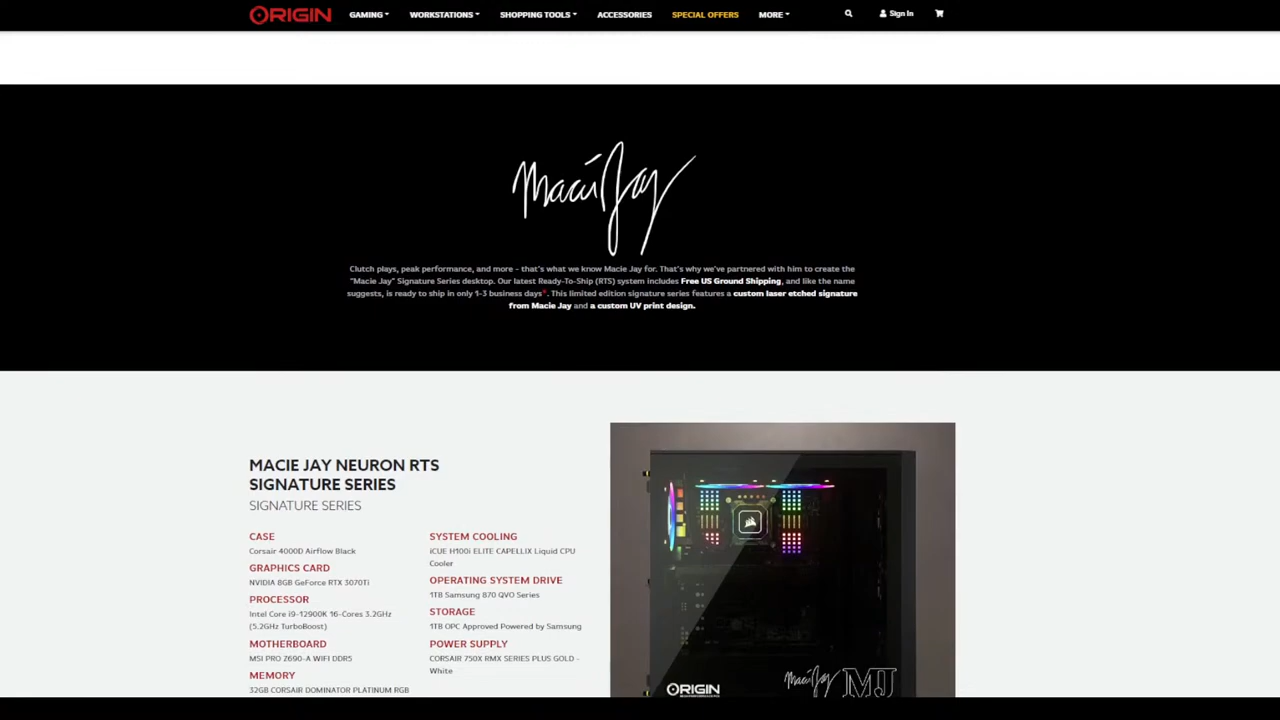 ORIGIN
GAMING WORKSTATIONS SHOPPING TOOLS ACCESSORIES SPECIAL OFFERS MORE Sign In
Macie Jay
Clutch plays, peak performance, and more - that's what we know Macie Jay for. That's why we've partnered with him to create the
"Macie Jay" Signature Series desktop. Our latest Ready-To-Ship (RTS) system includes Free US Ground Shipping, and like the name
suggests, is ready to ship in only 1-3 business days*. This limited edition signature series features a custom laser etched signature
from Macie Jay and a custom UV print design.
MACIE JAY NEURON RTS
SIGNATURE SERIES
SIGNATURE SERIES
CASE
Corsair 4000D Airflow Black
GRAPHICS CARD
NVIDIA 8GB GeForce RTX 3070Ti
PROCESSOR
Intel Core i9-12900K 16-Cores 3.2GHz
(5.2GHz TurboBoost)
MOTHERBOARD
MSI PRO Z690-A WIFI DDR5
MEMORY
32GB CORSAIR DOMINATOR PLATINUM RGB
SYSTEM COOLING
iCUE H100i ELITE CAPELLIX Liquid CPU
Cooler
OPERATING SYSTEM DRIVE
1TB Samsung 870 QVO Series
STORAGE
1TB OPC Approved Powered by Samsung
POWER SUPPLY
CORSAIR 750X RMX SERIES PLUS GOLD -
White
ORIGIN
Macie Jay MJ